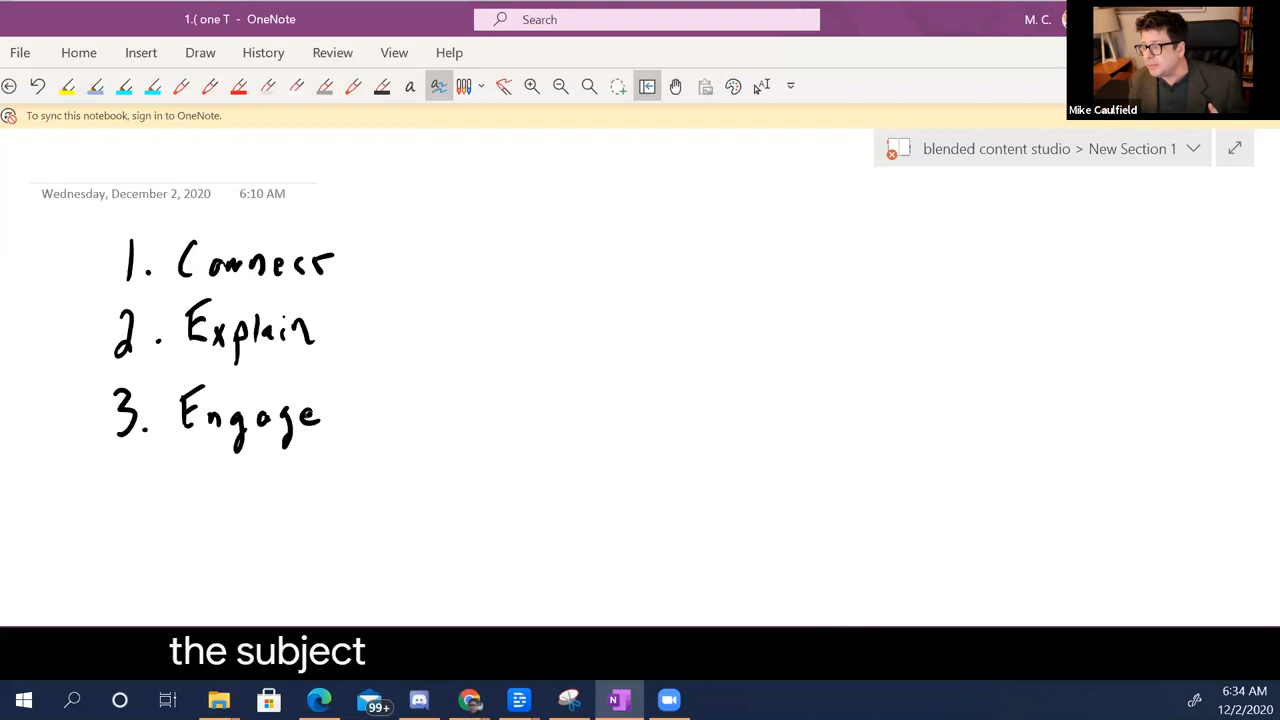 1.( one T - OneNote
Search
M. C.
File Home Insert Draw History Review View Help
a
To sync this notebook, sign in to OneNote.
Mike Caulfield
blended content studio > New Section 1
Wednesday, December 2, 2020 6:10 AM
1. Connect
2. Explain
3. Engage
the subject
99+
N
6:34 AM
12/2/2020